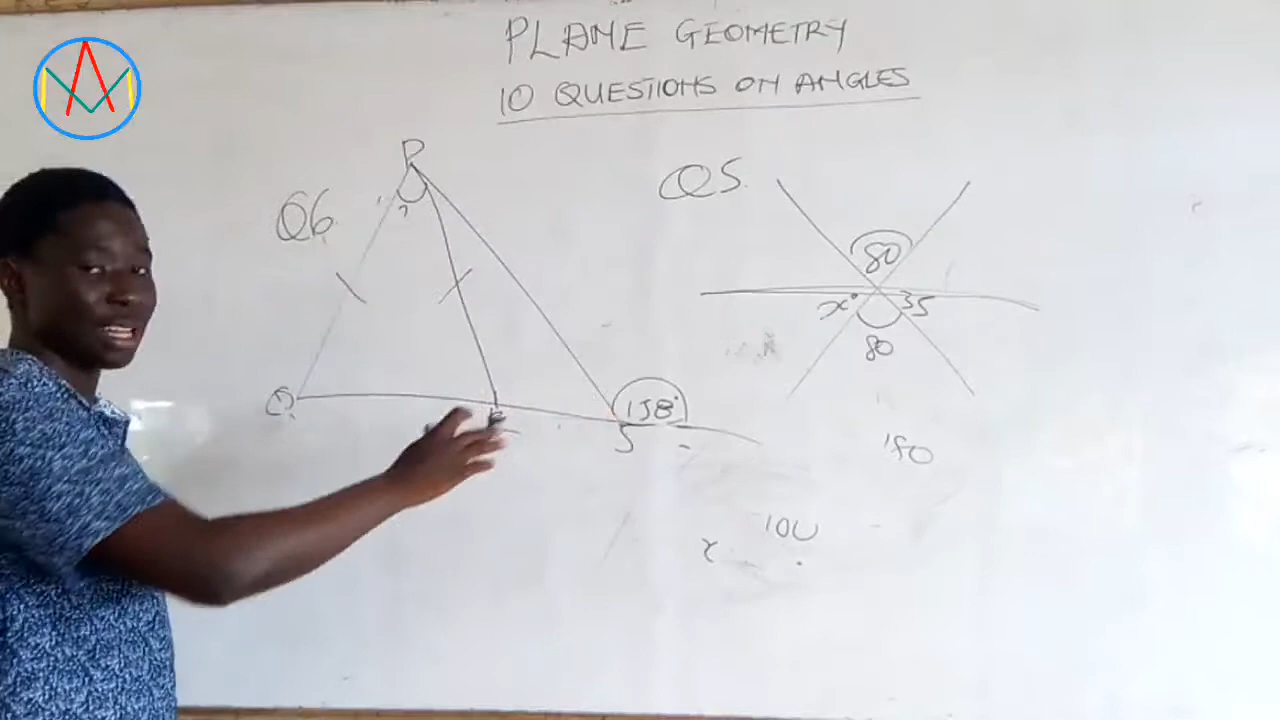 PLANE GEOMETRY
10 QUESTIONS ON ANGLES
P
Q6.
Q5.
80
x° 35
80
Q
138°
S
180
100
x